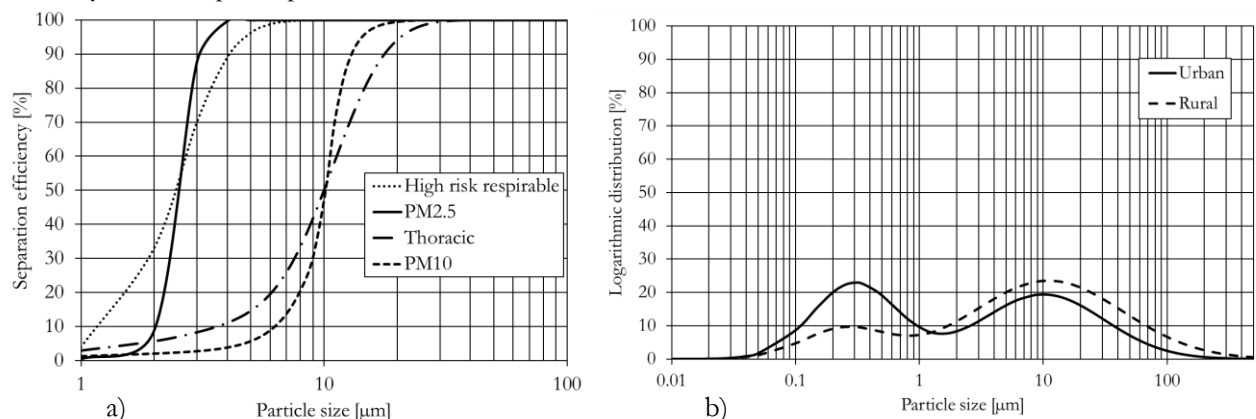 100
90
80
70
60
50
40
30
20
10
0
Separation efficiency [%]
High risk respirable
PM2.5
Thoracic
PM10
1
10
100
a)
Particle size [µm]
100
90
80
70
60
50
40
30
20
10
0
Logarithmic distribution [%]
Urban
Rural
0.01
0.1
1
10
100
b)
Particle size [µm]